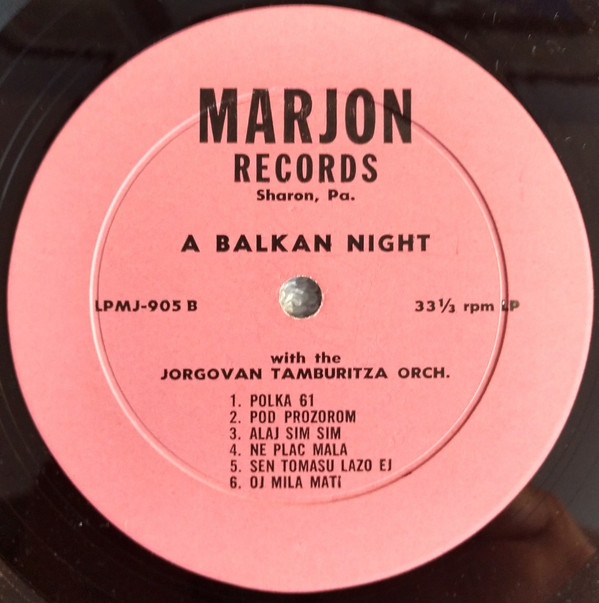 MARJON
RECORDS
Sharon, Pa.
A BALKAN NIGHT
LPMJ-905 B
33⅓ rpm LP
with the
JORGOVAN TAMBURITZA ORCH.
1. POLKA 61
2. POD PROZOROM
3. ALAJ SIM SIM
4. NE PLAC MALA
5. SEN TOMASU LAZO EJ
6. OJ MILA MATI